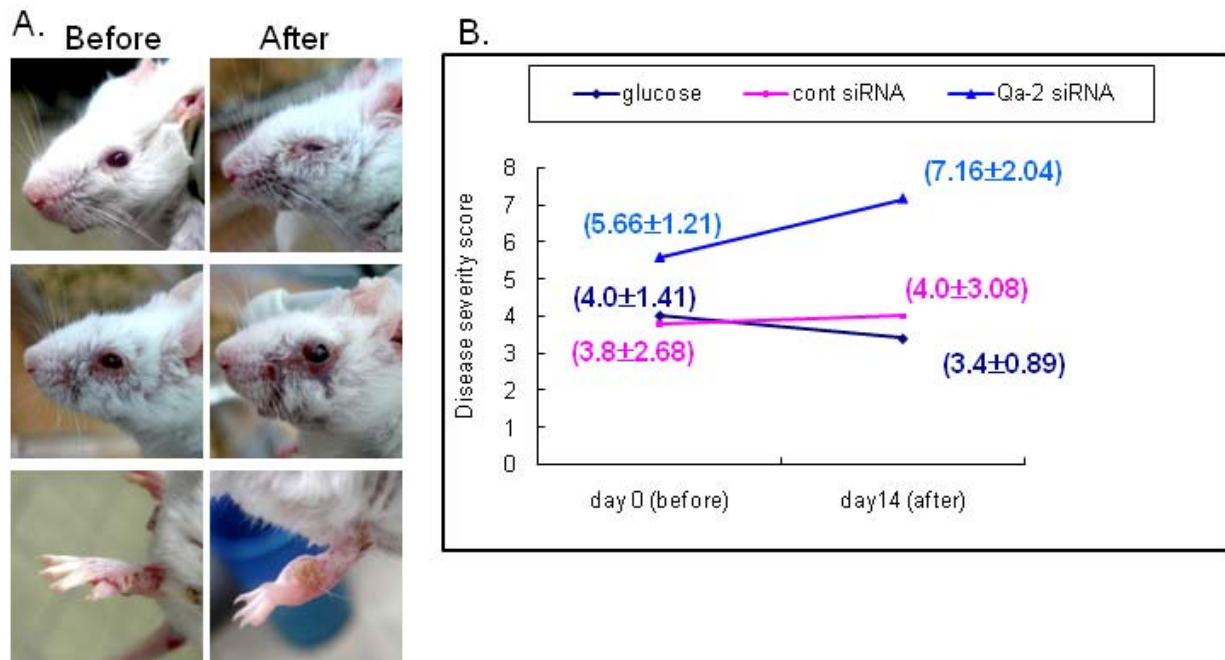 A.
Before After
B.
glucose cont siRNA Qa-2 siRNA
Disease severity score
8
7
6
5
4
3
2
1
0
(5.66±1.21)
(7.16±2.04)
(4.0±1.41)
(4.0±3.08)
(3.8±2.68)
(3.4±0.89)
day 0 (before) day14 (after)